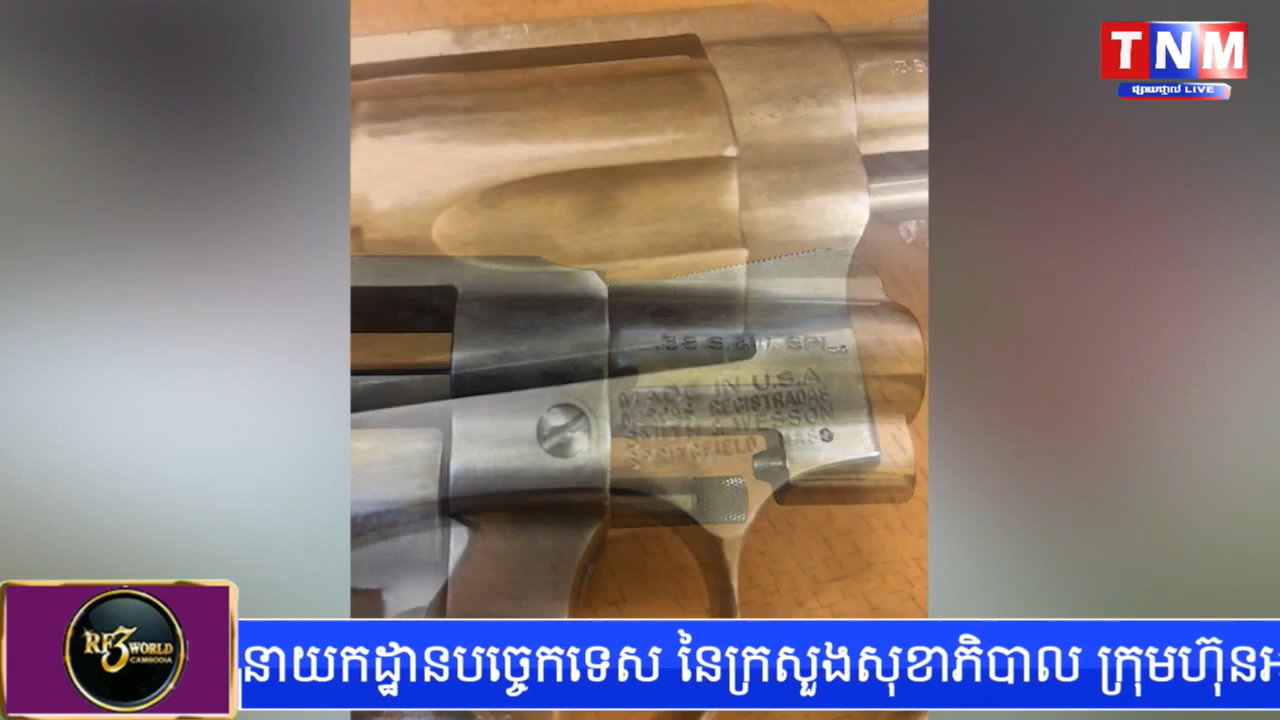 TNM
ផ្សាយផ្ទាល់ LIVE
.38 S.&W. SPL.
MADE IN U.S.A.
MARCAS REGISTRADAS
SMITH & WESSON
SPRINGFIELD MASS
RF3WORLD
CAMBODIA
នាយកដ្ឋានបច្ចេកទេស នៃក្រសួងសុខាភិបាល ក្រុមហ៊ុន